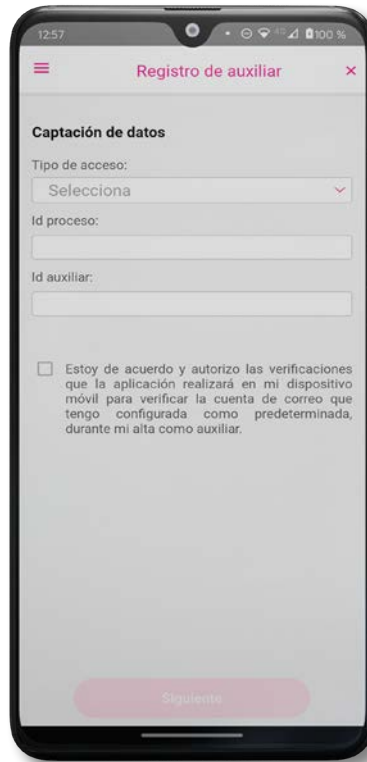 12:57
4G
100 %
Registro de auxiliar
Captación de datos
Tipo de acceso:
Selecciona
Id proceso:
Id auxiliar:
Estoy de acuerdo y autorizo las verificaciones
que la aplicación realizará en mi dispositivo
móvil para verificar la cuenta de correo que
tengo configurada como predeterminada,
durante mi alta como auxiliar.
Siguiente